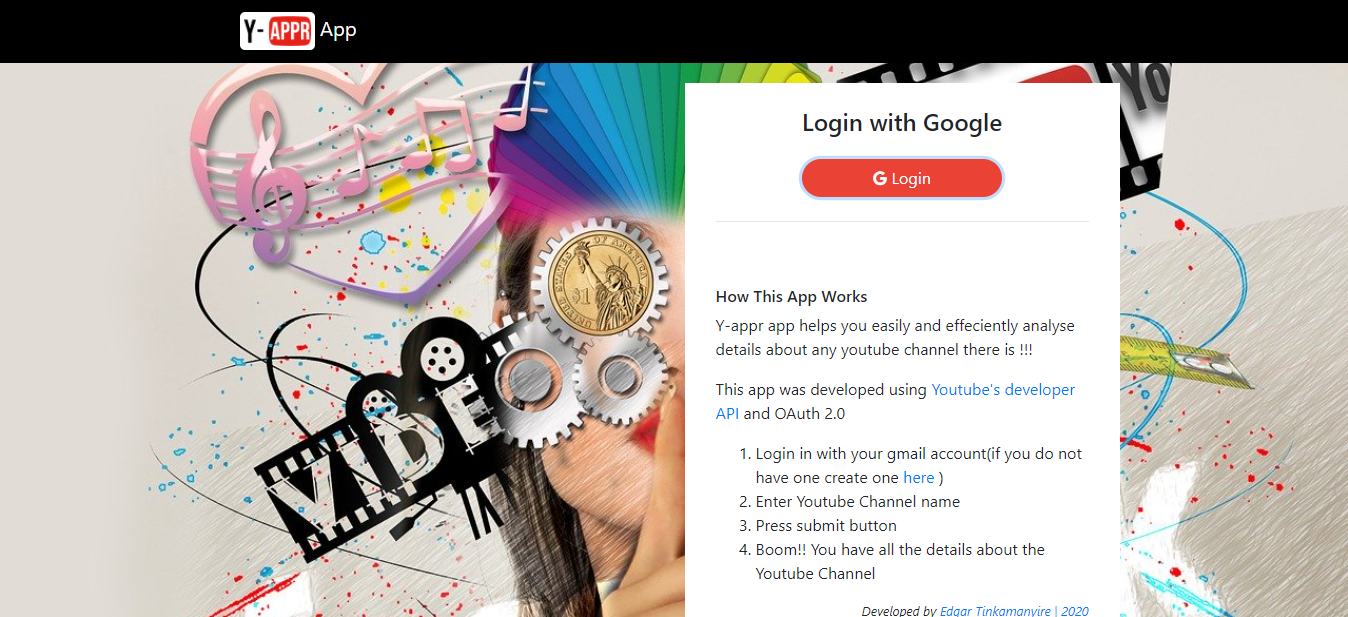 Y- APPR App
Login with Google
G Login
How This App Works
Y-appr app helps you easily and effeciently analyse
details about any youtube channel there is !!!
This app was developed using Youtube's developer
API and OAuth 2.0
1. Login in with your gmail account(if you do not
have one create one here )
2. Enter Youtube Channel name
3. Press submit button
4. Boom!! You have all the details about the
Youtube Channel
Developed by Edgar Tinkamanyire | 2020
$1
VIDE
Yo